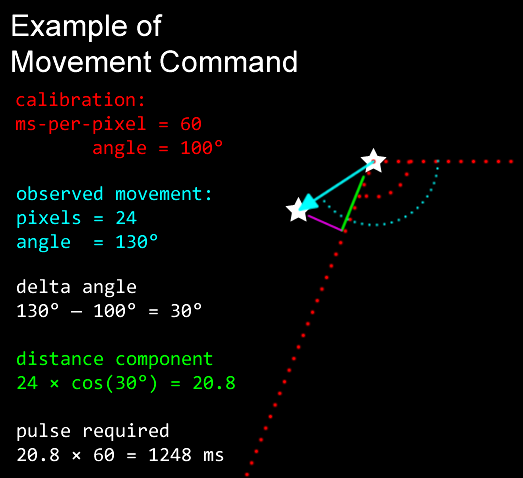 Example of
Movement Command
calibration:
ms-per-pixel = 60
angle = 100°
observed movement:
pixels = 24
angle = 130°
delta angle
130° – 100° = 30°
distance component
24 × cos(30°) = 20.8
pulse required
20.8 × 60 = 1248 ms